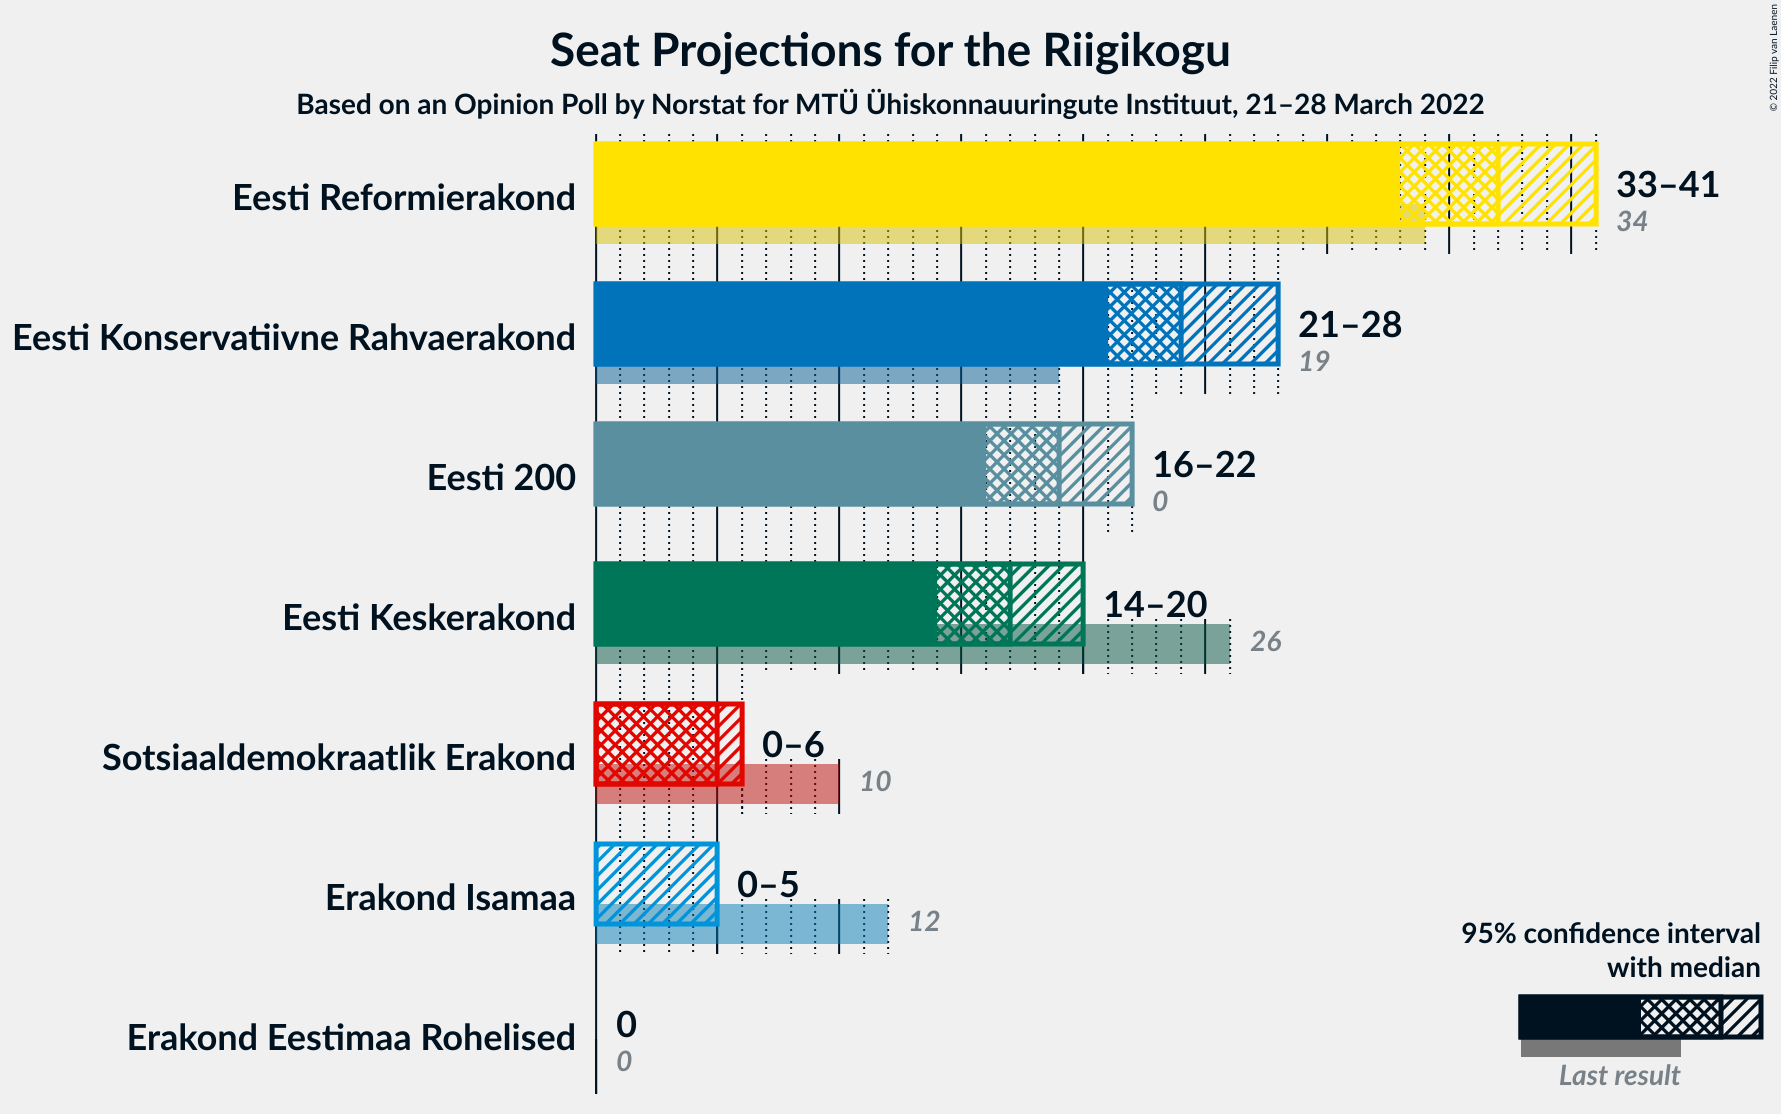 Seat Projections for the Riigikogu
Based on an Opinion Poll by Norstat for MTÜ Ühiskonnauuringute Instituut, 21–28 March 2022
© 2022 Filip van Laenen
Eesti Reformierakond
33–41
34
Eesti Konservatiivne Rahvaerakond
21–28
19
Eesti 200
16–22
0
Eesti Keskerakond
14–20
26
Sotsiaaldemokraatlik Erakond
0–6
10
Erakond Isamaa
0–5
12
Erakond Eestimaa Rohelised
0
0
95% confidence interval
with median
Last result